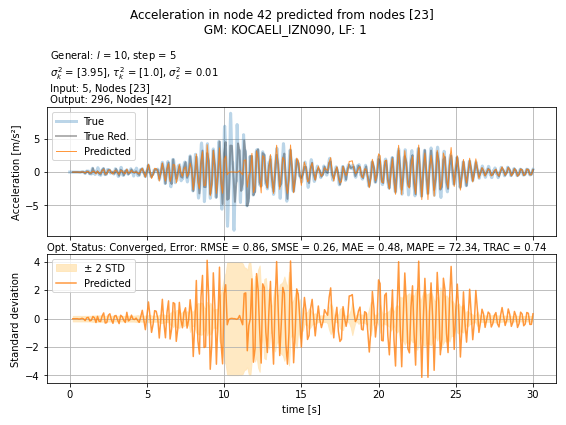 Acceleration in node 42 predicted from nodes [23]
GM: KOCAELI_IZN090, LF: 1
General: l = 10, step = 5
σ²ₖ = [3.95], τ²ₖ = [1.0], σ²ε = 0.01
Input: 5, Nodes [23]
Output: 296, Nodes [42]
True
True Red.
Predicted
5
0
−5
Acceleration [m/s²]
Opt. Status: Converged, Error: RMSE = 0.86, SMSE = 0.26, MAE = 0.48, MAPE = 72.34, TRAC = 0.74
± 2 STD
Predicted
4
2
0
−2
−4
Standard deviation
0 5 10 15 20 25 30
time [s]